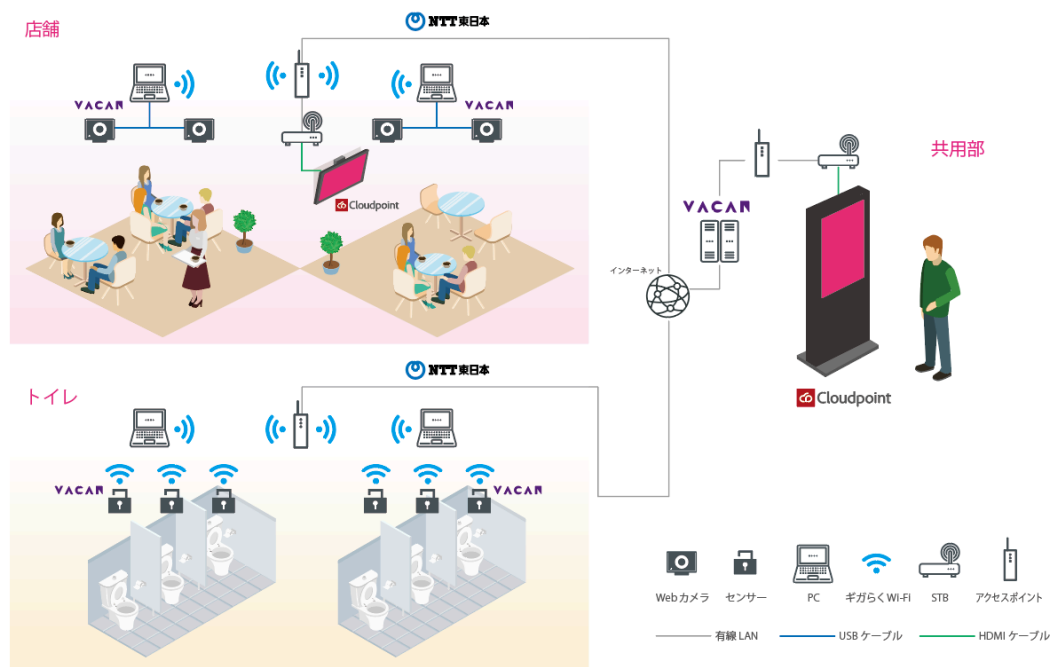 店舗
NTT東日本
VACAN
VACAN
Cloudpoint
共用部
VACAN
インターネット
Cloudpoint
トイレ
NTT東日本
VACAN
VACAN
Webカメラ
センサー
PC
ギガらくWi-Fi
STB
アクセスポイント
有線LAN
USBケーブル
HDMIケーブル